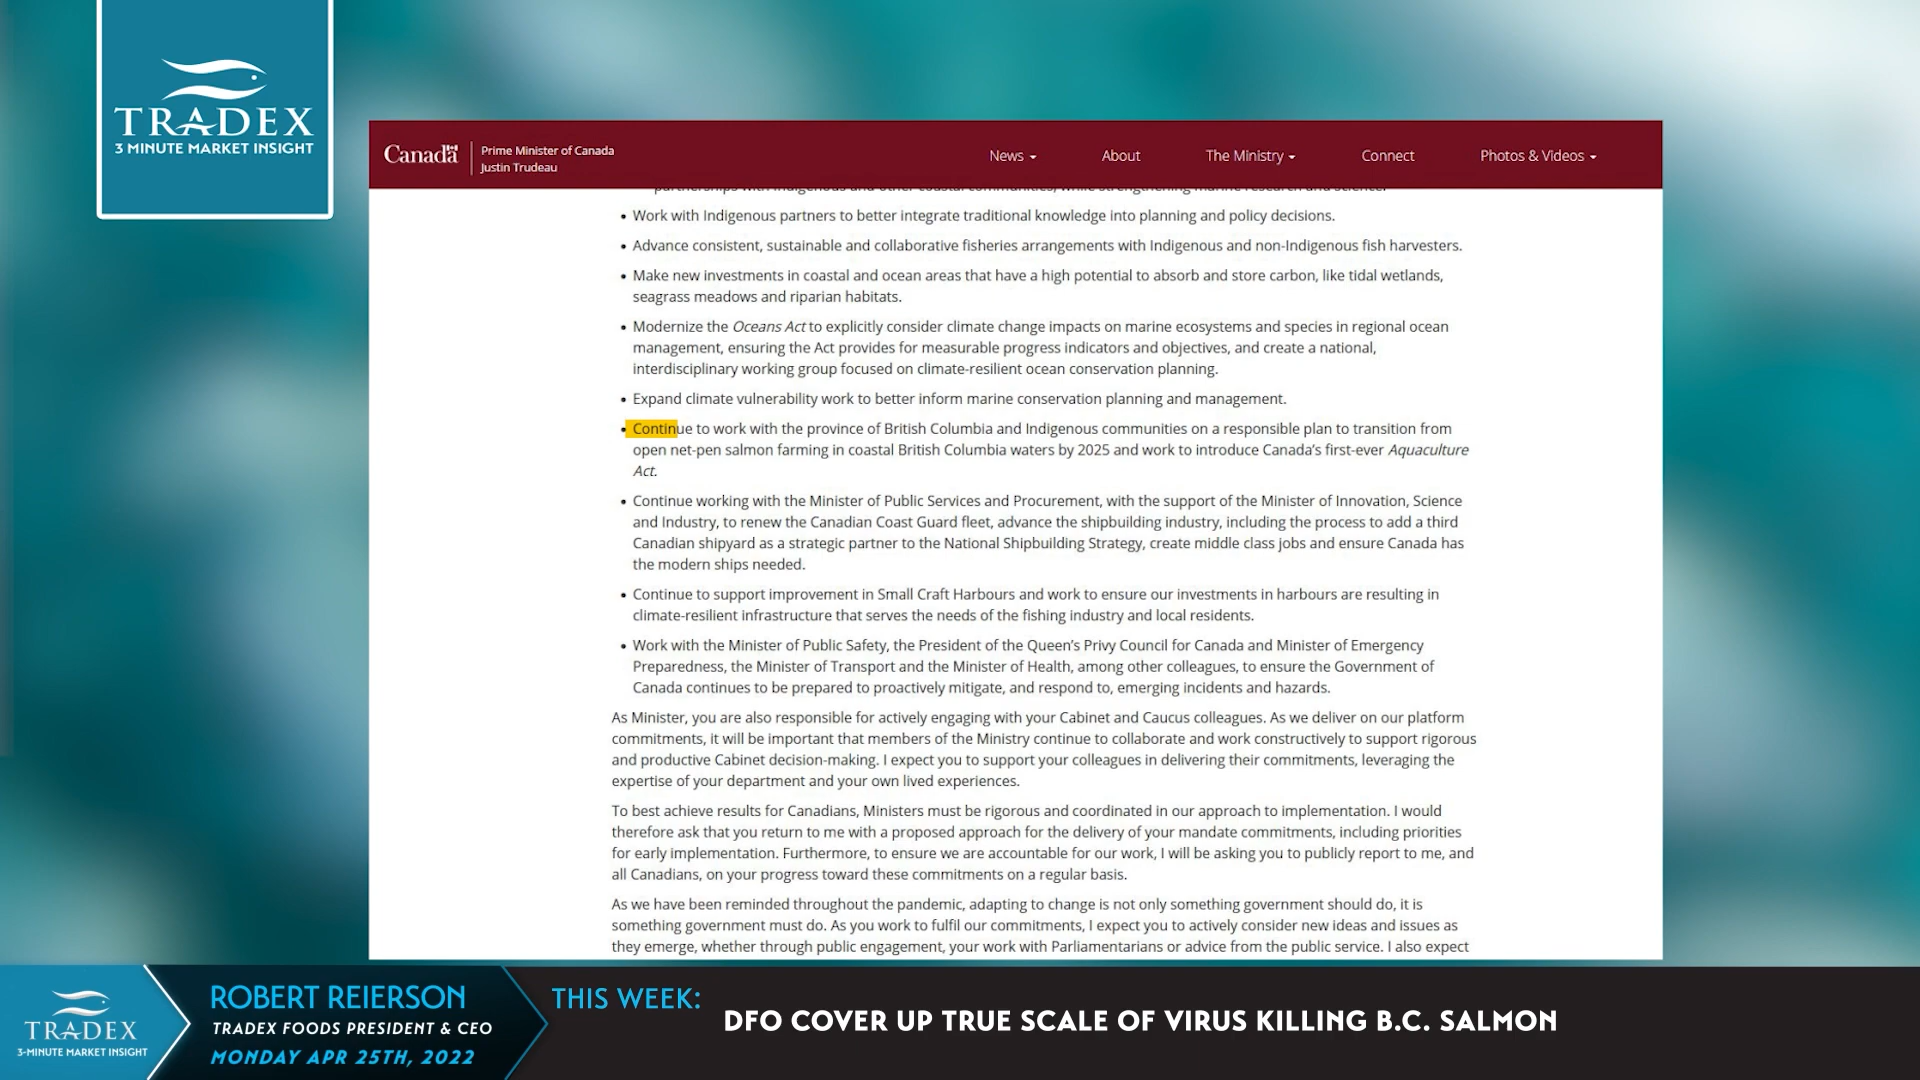 TRADEX
3 MINUTE MARKET INSIGHT
Canada
Prime Minister of Canada
Justin Trudeau
News
About
The Ministry
Connect
Photos & Videos
partnerships with Indigenous and other coastal communities, while strengthening marine research and science.
• Work with Indigenous partners to better integrate traditional knowledge into planning and policy decisions.
• Advance consistent, sustainable and collaborative fisheries arrangements with Indigenous and non-Indigenous fish harvesters.
• Make new investments in coastal and ocean areas that have a high potential to absorb and store carbon, like tidal wetlands,
seagrass meadows and riparian habitats.
• Modernize the Oceans Act to explicitly consider climate change impacts on marine ecosystems and species in regional ocean
management, ensuring the Act provides for measurable progress indicators and objectives, and create a national,
interdisciplinary working group focused on climate-resilient ocean conservation planning.
• Expand climate vulnerability work to better inform marine conservation planning and management.
• Continue to work with the province of British Columbia and Indigenous communities on a responsible plan to transition from
open net-pen salmon farming in coastal British Columbia waters by 2025 and work to introduce Canada's first-ever Aquaculture
Act.
• Continue working with the Minister of Public Services and Procurement, with the support of the Minister of Innovation, Science
and Industry, to renew the Canadian Coast Guard fleet, advance the shipbuilding industry, including the process to add a third
Canadian shipyard as a strategic partner to the National Shipbuilding Strategy, create middle class jobs and ensure Canada has
the modern ships needed.
• Continue to support improvement in Small Craft Harbours and work to ensure our investments in harbours are resulting in
climate-resilient infrastructure that serves the needs of the fishing industry and local residents.
• Work with the Minister of Public Safety, the President of the Queen's Privy Council for Canada and Minister of Emergency
Preparedness, the Minister of Transport and the Minister of Health, among other colleagues, to ensure the Government of
Canada continues to be prepared to proactively mitigate, and respond to, emerging incidents and hazards.
As Minister, you are also responsible for actively engaging with your Cabinet and Caucus colleagues. As we deliver on our platform
commitments, it will be important that members of the Ministry continue to collaborate and work constructively to support rigorous
and productive Cabinet decision-making. I expect you to support your colleagues in delivering their commitments, leveraging the
expertise of your department and your own lived experiences.
To best achieve results for Canadians, Ministers must be rigorous and coordinated in our approach to implementation. I would
therefore ask that you return to me with a proposed approach for the delivery of your mandate commitments, including priorities
for early implementation. Furthermore, to ensure we are accountable for our work, I will be asking you to publicly report to me, and
all Canadians, on your progress toward these commitments on a regular basis.
As we have been reminded throughout the pandemic, adapting to change is not only something government should do, it is
something government must do. As you work to fulfil our commitments, I expect you to actively consider new ideas and issues as
they emerge, whether through public engagement, your work with Parliamentarians or advice from the public service. I also expect
TRADEX
3-MINUTE MARKET INSIGHT
ROBERT REIERSON
TRADEX FOODS PRESIDENT & CEO
MONDAY APR 25TH, 2022
THIS WEEK:
DFO COVER UP TRUE SCALE OF VIRUS KILLING B.C. SALMON